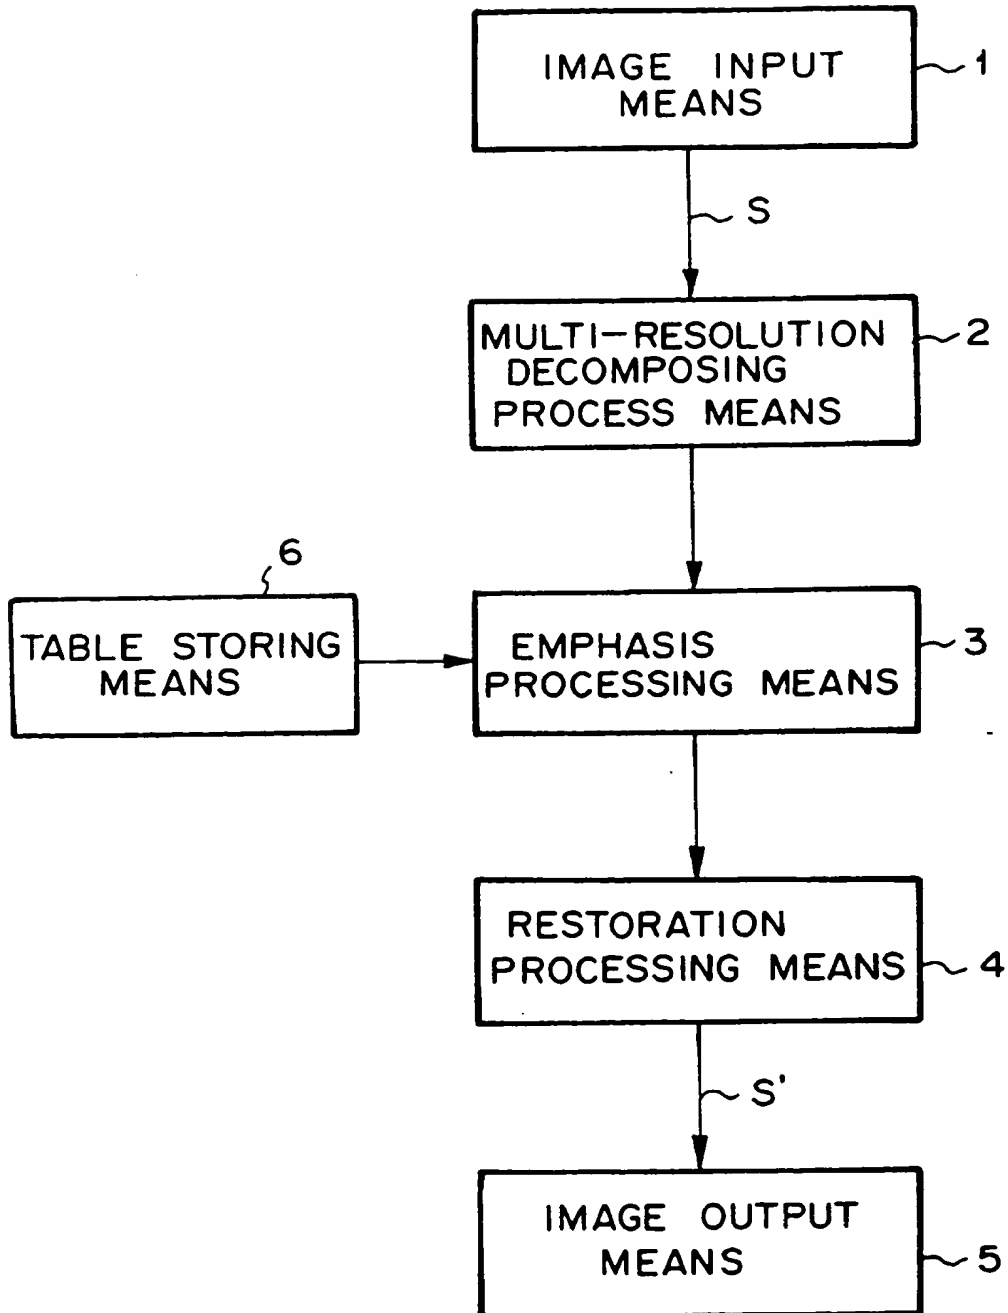 IMAGE INPUT
MEANS
1
S
MULTI-RESOLUTION
DECOMPOSING
PROCESS MEANS
2
6
TABLE STORING
MEANS
EMPHASIS
PROCESSING MEANS
3
RESTORATION
PROCESSING MEANS
4
S'
IMAGE OUTPUT
MEANS
5